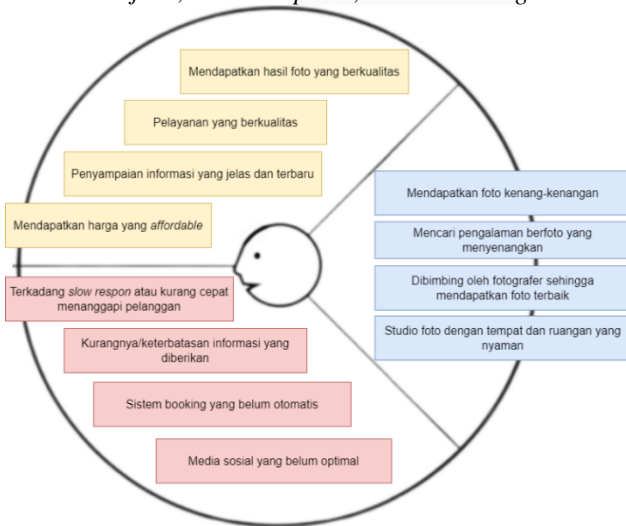 Mendapatkan hasil foto yang berkualitas
Pelayanan yang berkualitas
Penyampaian informasi yang jelas dan terbaru
Mendapatkan harga yang affordable
Terkadang slow respon atau kurang cepat
menanggapi pelanggan
Kurangnya/keterbatasan informasi yang
diberikan
Sistem booking yang belum otomatis
Media sosial yang belum optimal
Mendapatkan foto kenang-kenangan
Mencari pengalaman berfoto yang
menyenangkan
Dibimbing oleh fotografer sehingga
mendapatkan foto terbaik
Studio foto dengan tempat dan ruangan yang
nyaman